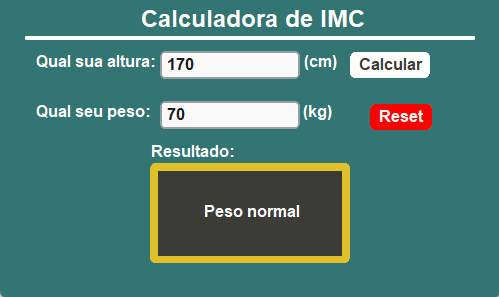 Calculadora de IMC
Qual sua altura: 170 (cm) Calcular
Qual seu peso: 70 (kg) Reset
Resultado:
Peso normal